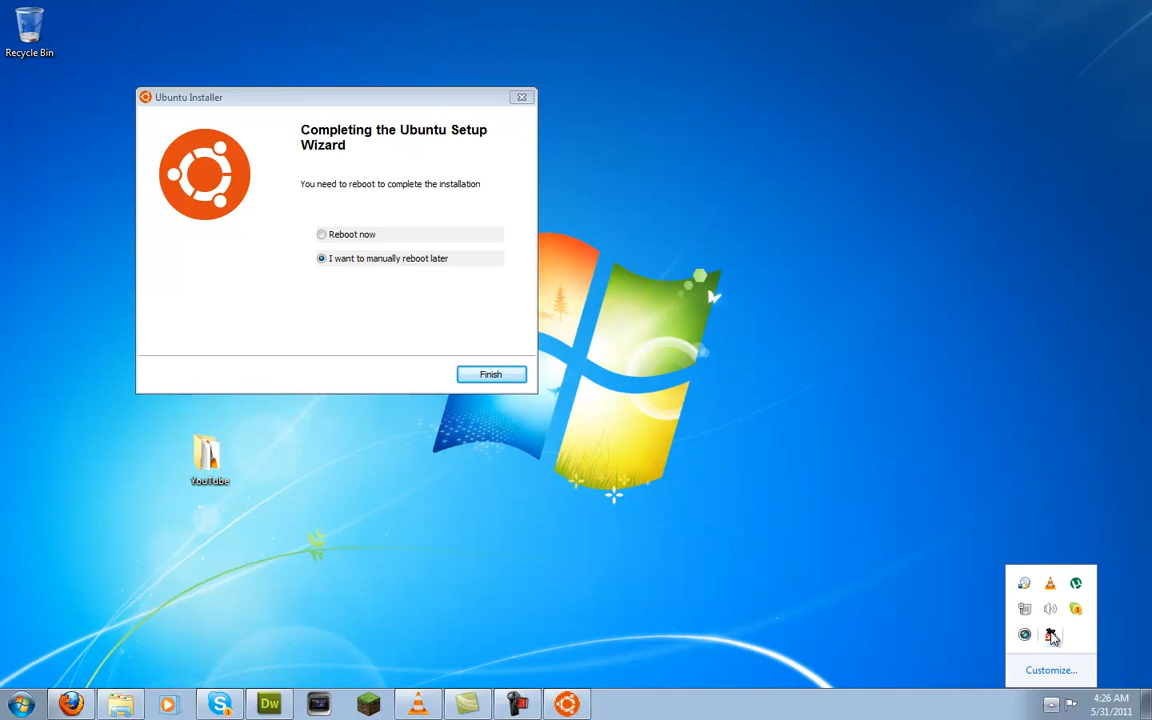 Recycle Bin
Ubuntu Installer
Completing the Ubuntu Setup
Wizard
You need to reboot to complete the installation
Reboot now
I want to manually reboot later
Finish
YouTube
Customize...
Dw
4:26 AM
5/31/2011